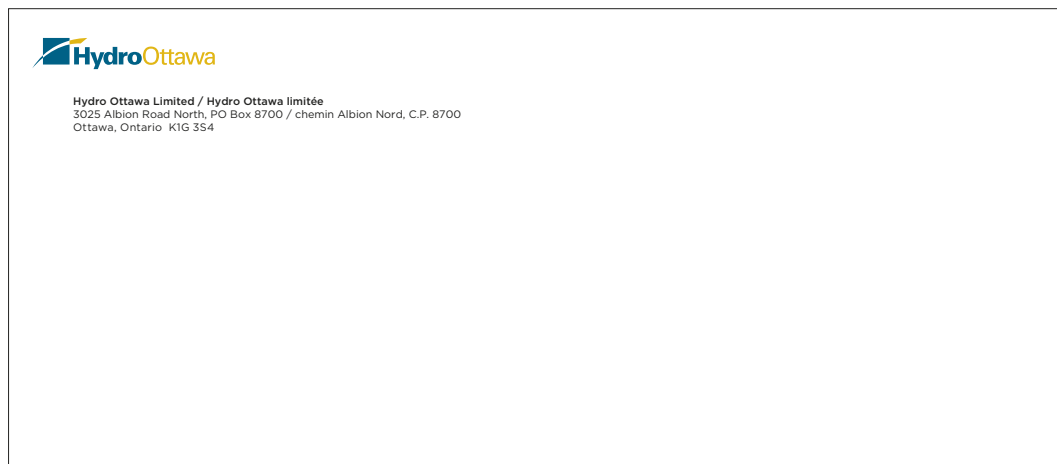 HydroOttawa
Hydro Ottawa Limited / Hydro Ottawa limitée
3025 Albion Road North, PO Box 8700 / chemin Albion Nord, C.P. 8700
Ottawa, Ontario  K1G 3S4